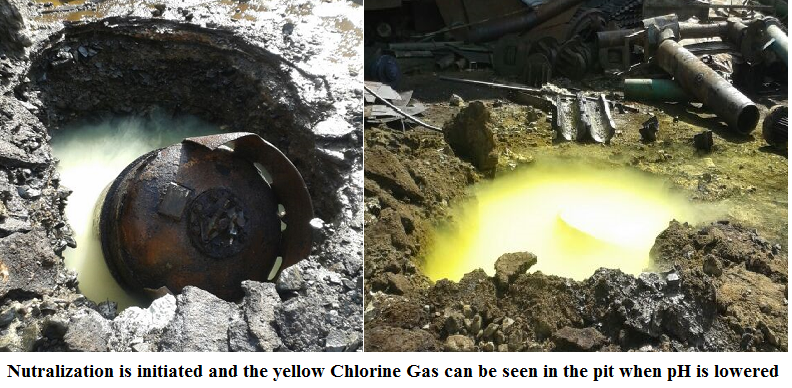 Nutralization is initiated and the yellow Chlorine Gas can be seen in the pit when pH is lowered